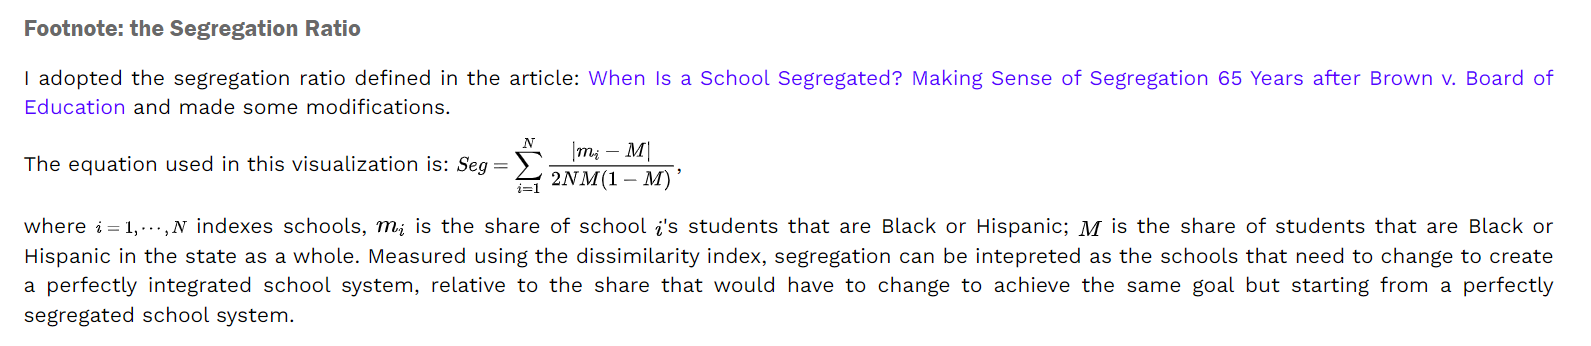 Footnote: the Segregation Ratio
I adopted the segregation ratio defined in the article: When Is a School Segregated? Making Sense of Segregation 65 Years after Brown v. Board of
Education and made some modifications.
The equation used in this visualization is: Seg = \sum_{i=1}^{N} \frac{|m_i - M|}{2NM(1 - M)},
where i = 1, ⋯, N indexes schools, m_i is the share of school i's students that are Black or Hispanic; M is the share of students that are Black or
Hispanic in the state as a whole. Measured using the dissimilarity index, segregation can be intepreted as the schools that need to change to create
a perfectly integrated school system, relative to the share that would have to change to achieve the same goal but starting from a perfectly
segregated school system.